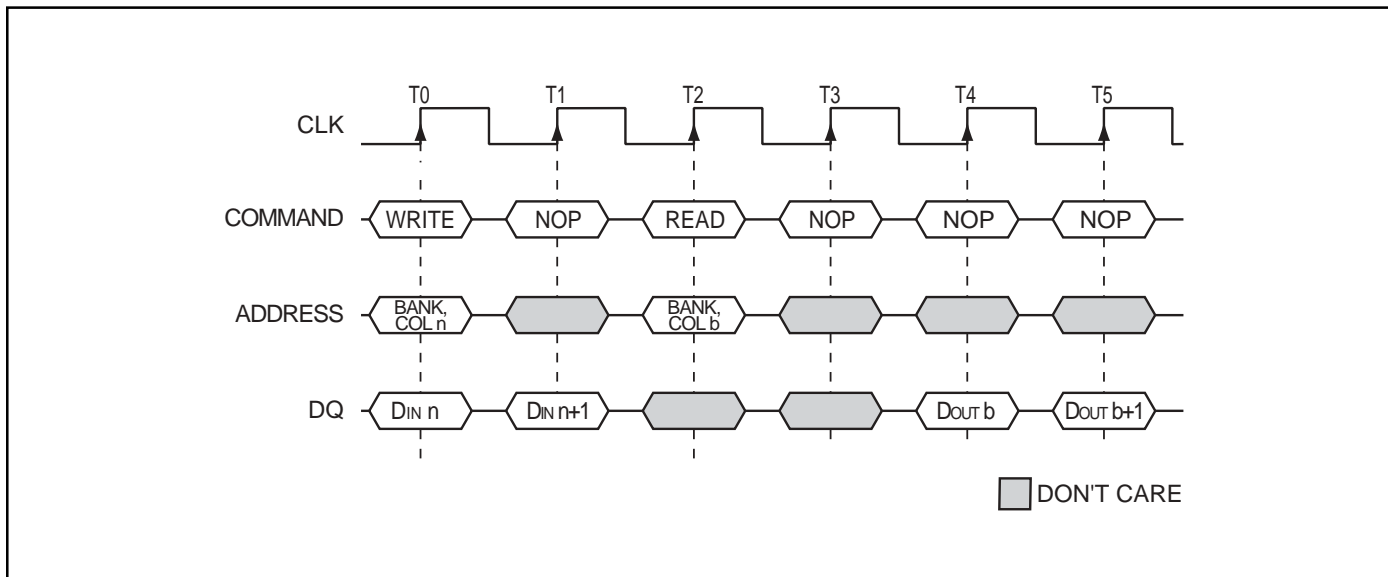 T0 T1 T2 T3 T4 T5
CLK
COMMAND WRITE NOP READ NOP NOP NOP
ADDRESS BANK, COL n BANK, COL b
DQ DIN n DIN n+1 DOUT b DOUT b+1
DON'T CARE